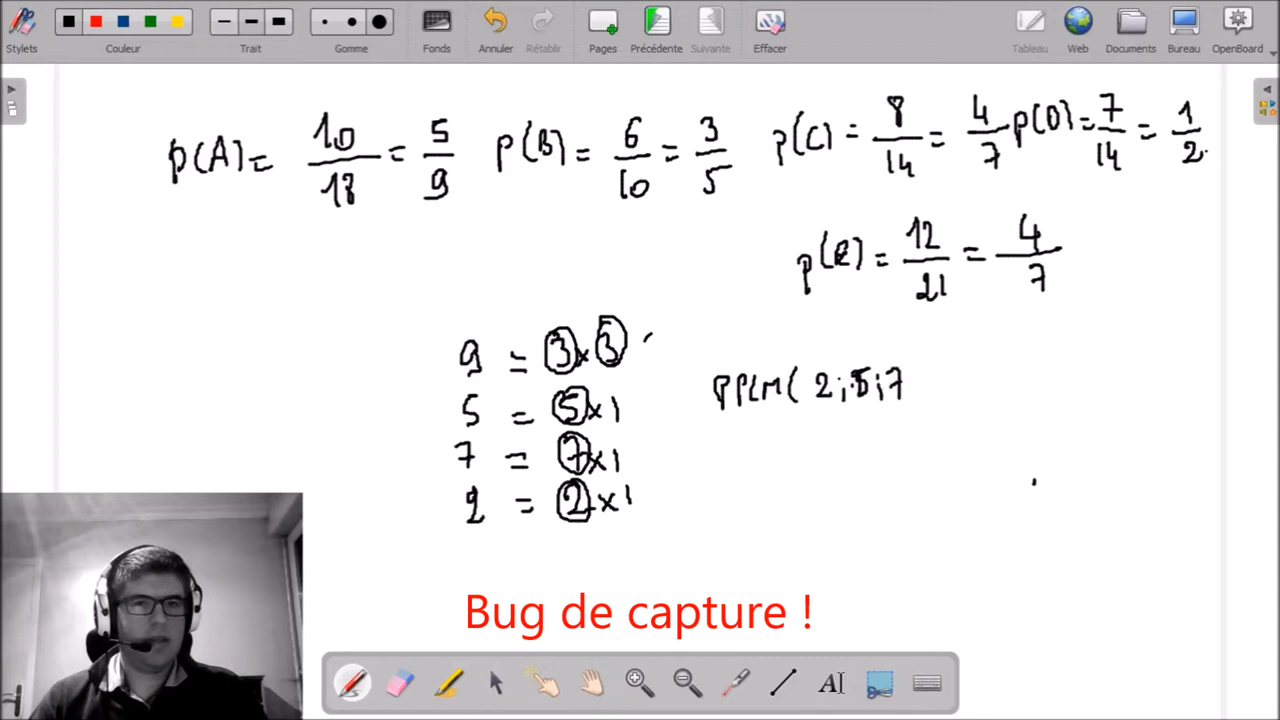 Stylets Couleur Trait Gomme Fonds Annuler Rétablir Pages Précédente Suivante Effacer Tableau Web Documents Bureau OpenBoard
p(A) = 10/18 = 5/9 p(B) = 6/10 = 3/5 p(C) = 8/14 = 4/7 p(D) = 7/14 = 1/2
p(E) = 12/21 = 4/7
9 = 3 x 3
5 = 5 x 1
PPCM( 2 ; 5 ; 7
7 = 7 x 1
2 = 2 x 1
Bug de capture !